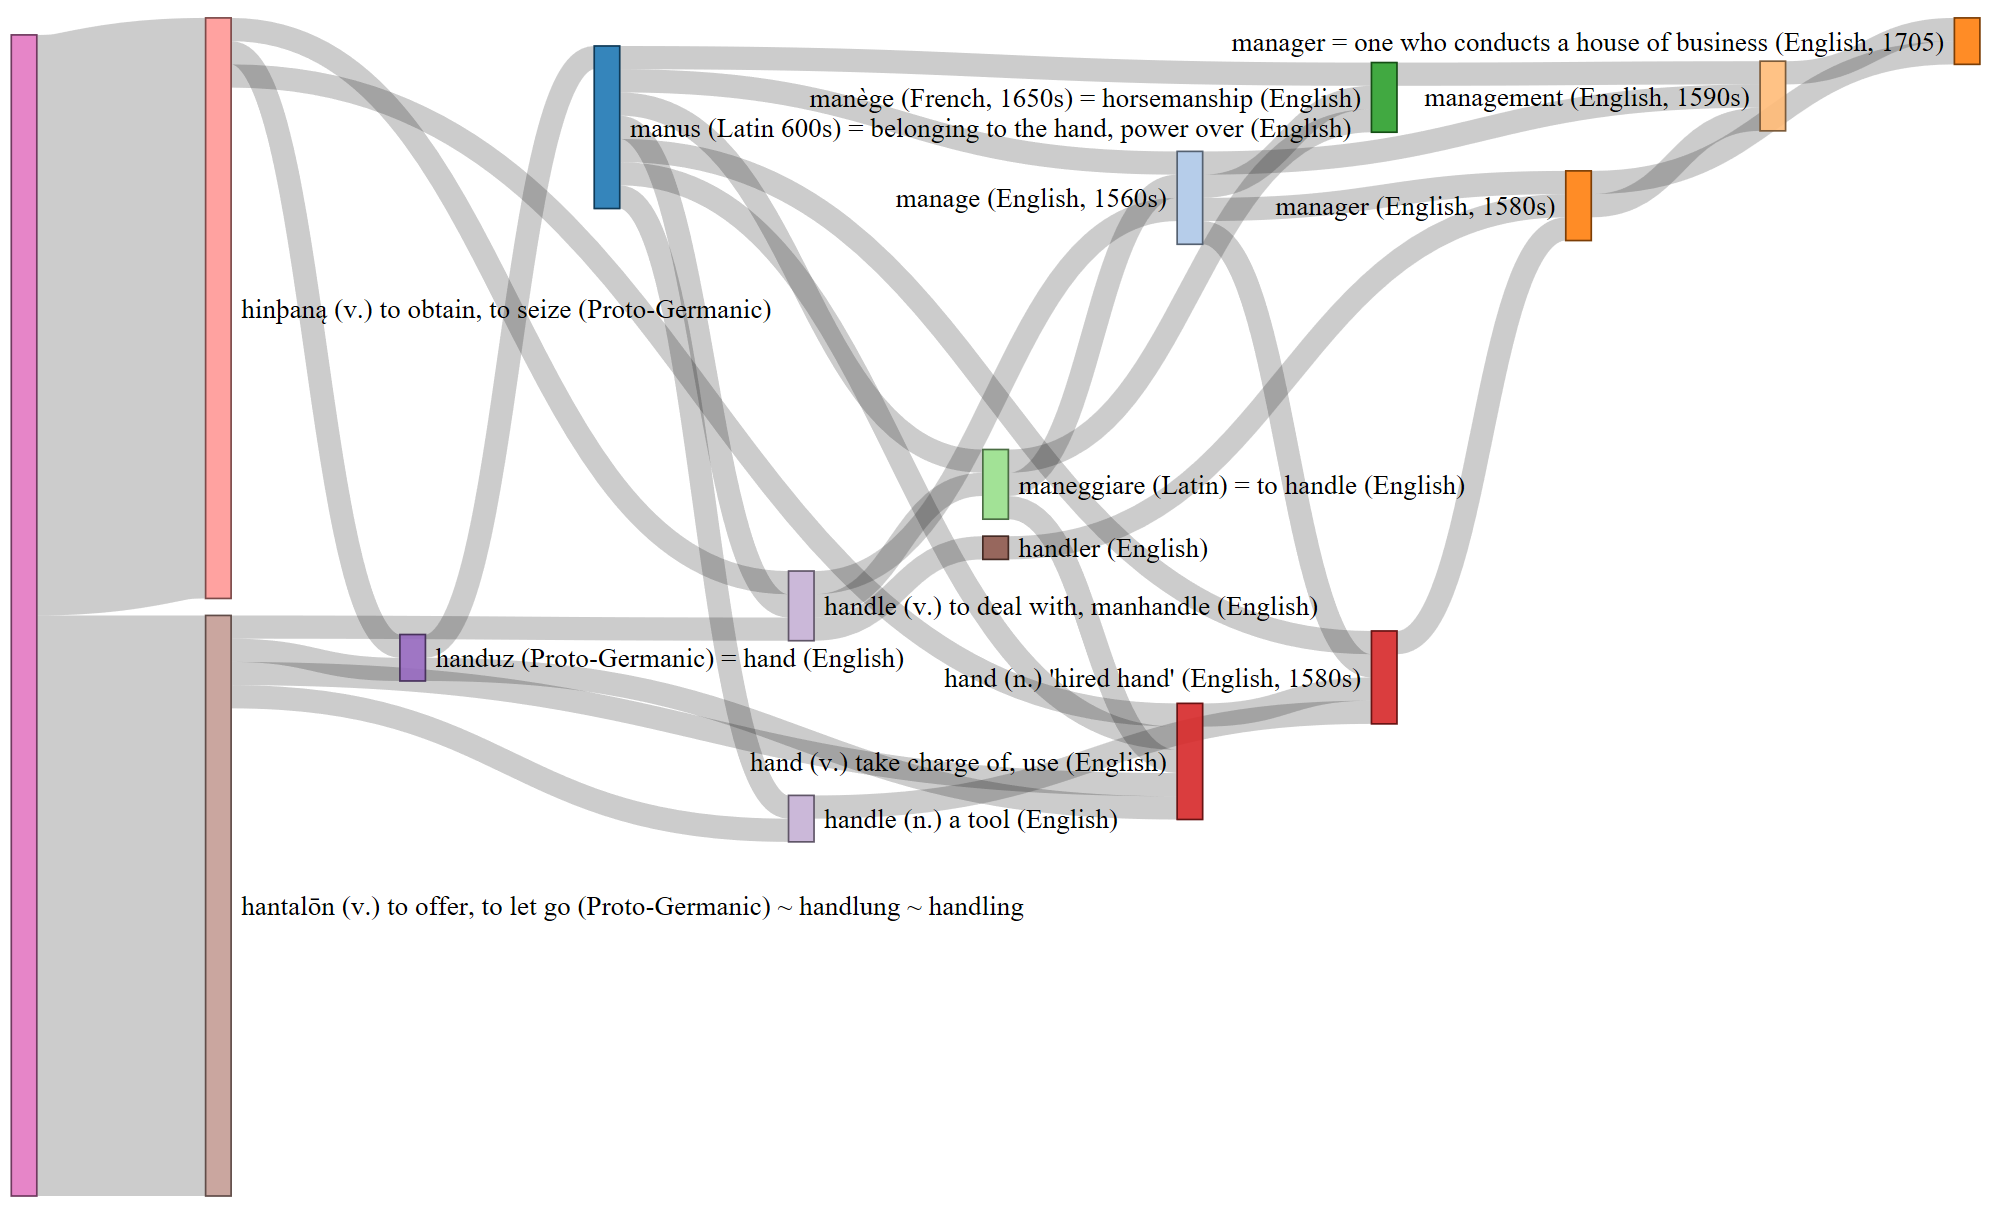 manager = one who conducts a house of business (English, 1705)
manège (French, 1650s) = horsemanship (English)
management (English, 1590s)
manus (Latin 600s) = belonging to the hand, power over (English)
manage (English, 1560s)
manager (English, 1580s)
hinþaną (v.) to obtain, to seize (Proto-Germanic)
maneggiare (Latin) = to handle (English)
handler (English)
handle (v.) to deal with, manhandle (English)
handuz (Proto-Germanic) = hand (English)
hand (n.) 'hired hand' (English, 1580s)
hand (v.) take charge of, use (English)
handle (n.) a tool (English)
hantalōn (v.) to offer, to let go (Proto-Germanic) ~ handlung ~ handling